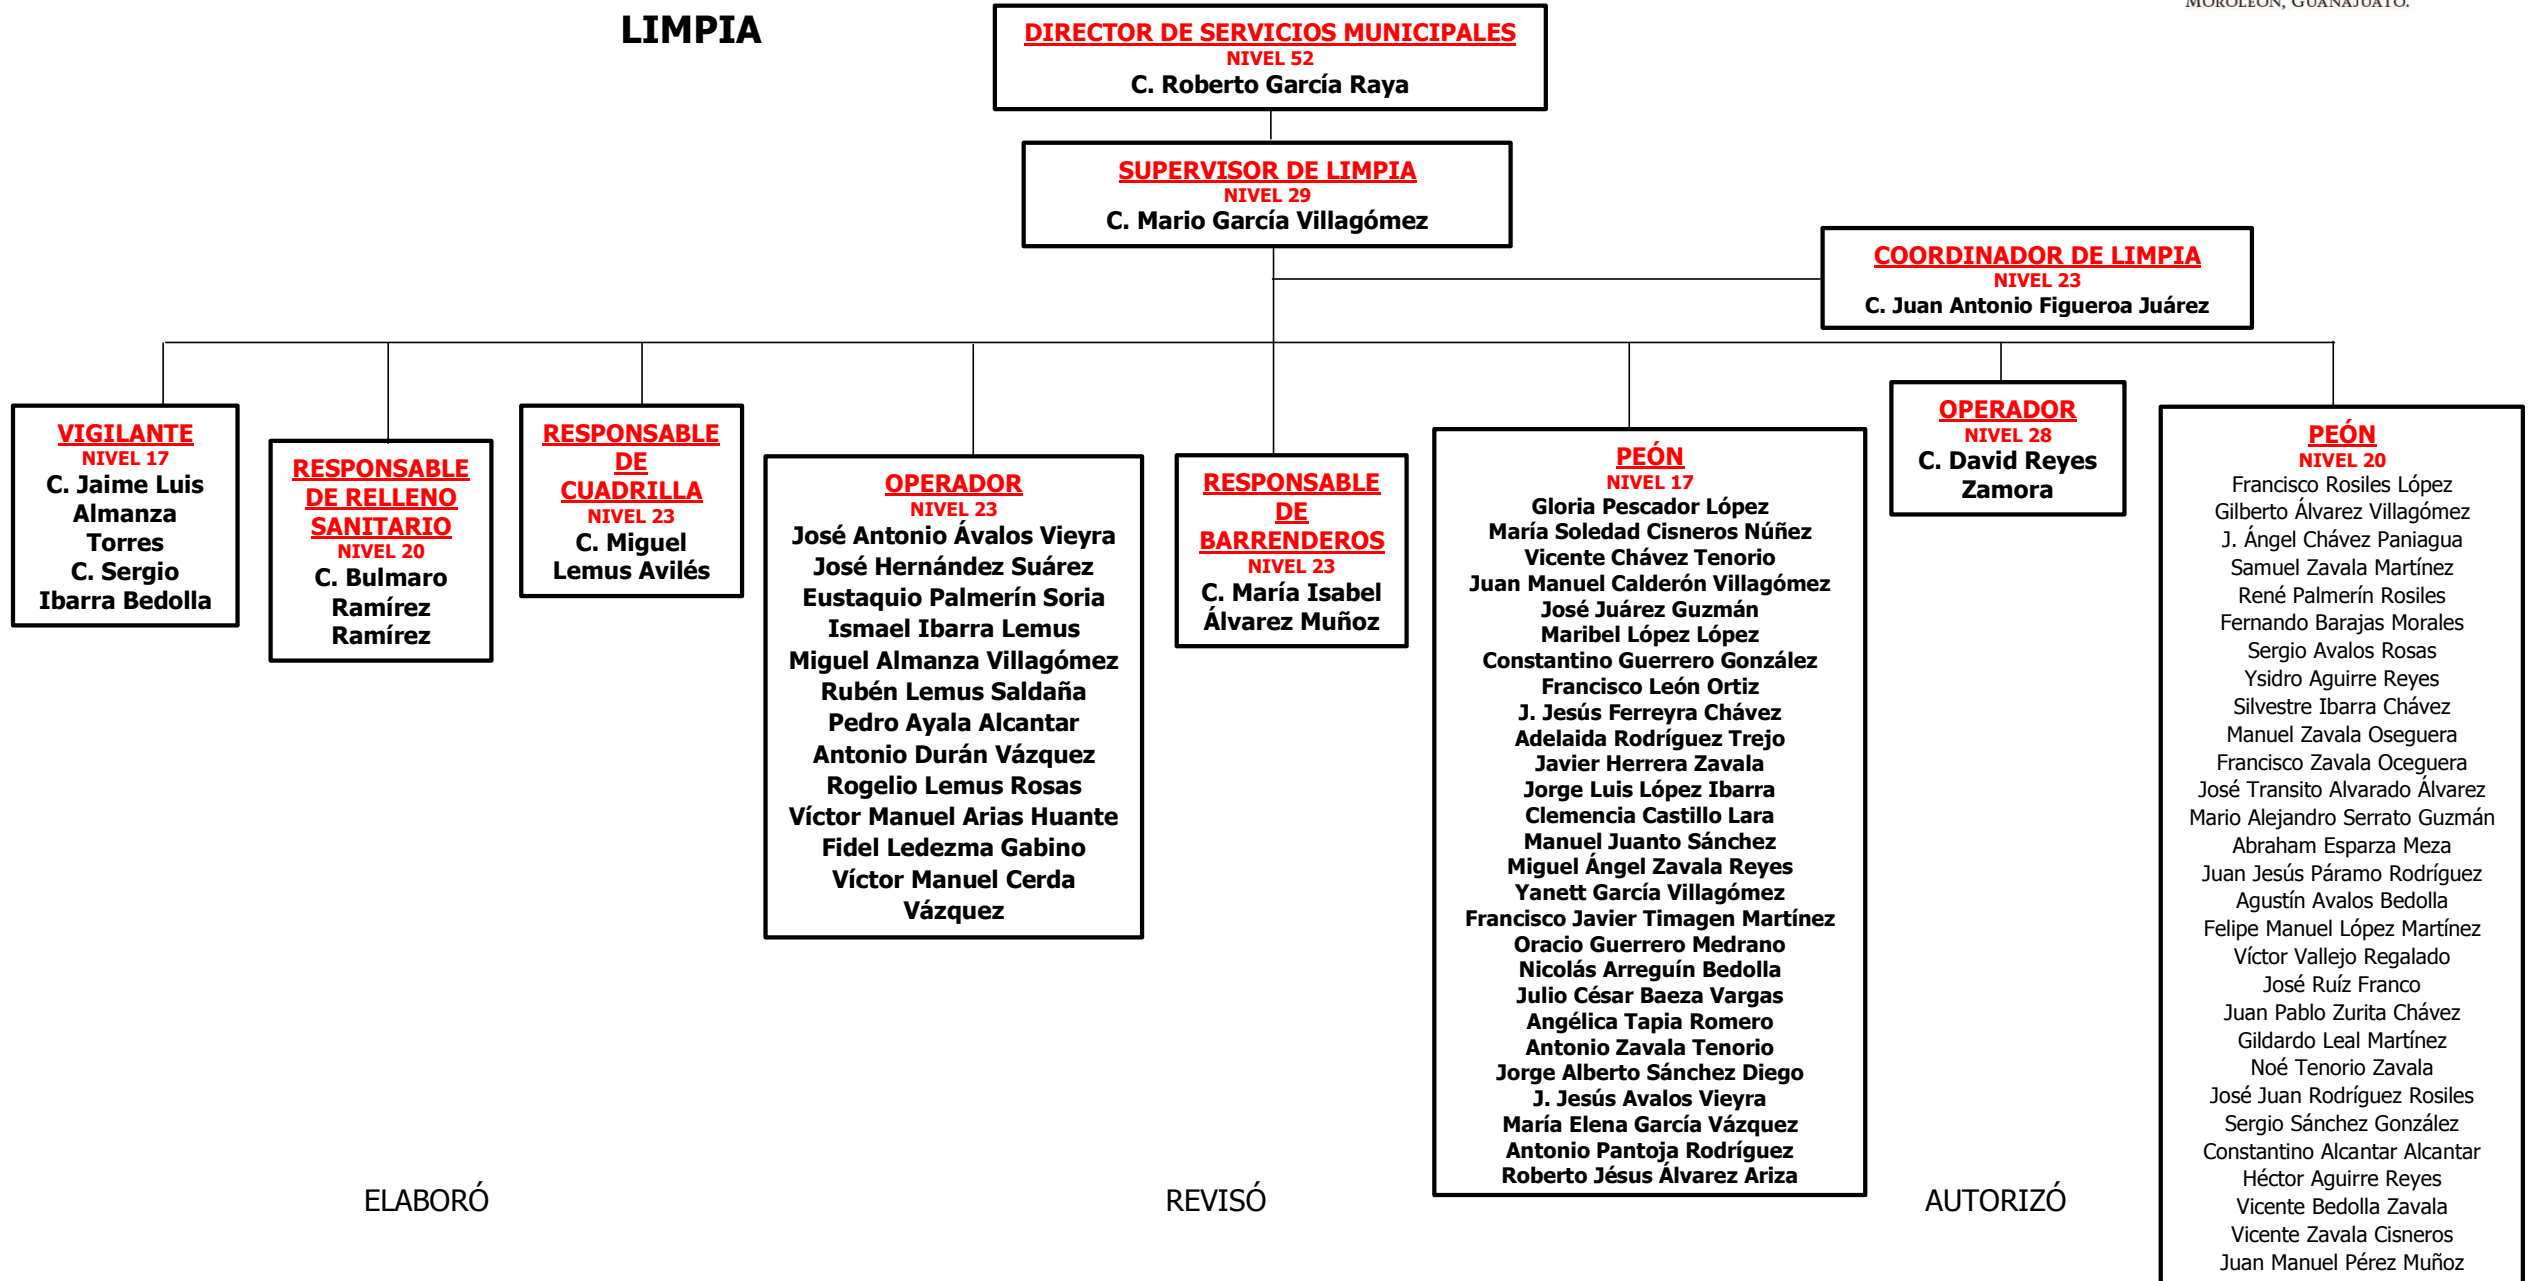 MOROLEÓN, GUANAJUATO.
LIMPIA
DIRECTOR DE SERVICIOS MUNICIPALES
NIVEL 52
C. Roberto García Raya
SUPERVISOR DE LIMPIA
NIVEL 29
C. Mario García Villagómez
COORDINADOR DE LIMPIA
NIVEL 23
C. Juan Antonio Figueroa Juárez
VIGILANTE
NIVEL 17
C. Jaime Luis
Almanza
Torres
C. Sergio
Ibarra Bedolla
RESPONSABLE
DE RELLENO
SANITARIO
NIVEL 20
C. Bulmaro
Ramírez
Ramírez
RESPONSABLE
DE
CUADRILLA
NIVEL 23
C. Miguel
Lemus Avilés
OPERADOR
NIVEL 23
José Antonio Ávalos Vieyra
José Hernández Suárez
Eustaquio Palmerín Soria
Ismael Ibarra Lemus
Miguel Almanza Villagómez
Rubén Lemus Saldaña
Pedro Ayala Alcantar
Antonio Durán Vázquez
Rogelio Lemus Rosas
Víctor Manuel Arias Huante
Fidel Ledezma Gabino
Víctor Manuel Cerda
Vázquez
RESPONSABLE
DE
BARRENDEROS
NIVEL 23
C. María Isabel
Álvarez Muñoz
PEÓN
NIVEL 17
Gloria Pescador López
María Soledad Cisneros Núñez
Vicente Chávez Tenorio
Juan Manuel Calderón Villagómez
José Juárez Guzmán
Maribel López López
Constantino Guerrero González
Francisco León Ortiz
J. Jesús Ferreyra Chávez
Adelaida Rodríguez Trejo
Javier Herrera Zavala
Jorge Luis López Ibarra
Clemencia Castillo Lara
Manuel Juanto Sánchez
Miguel Ángel Zavala Reyes
Yanett García Villagómez
Francisco Javier Timagen Martínez
Oracio Guerrero Medrano
Nicolás Arreguín Bedolla
Julio César Baeza Vargas
Angélica Tapia Romero
Antonio Zavala Tenorio
Jorge Alberto Sánchez Diego
J. Jesús Avalos Vieyra
María Elena García Vázquez
Antonio Pantoja Rodríguez
Roberto Jésus Álvarez Ariza
OPERADOR
NIVEL 28
C. David Reyes
Zamora
PEÓN
NIVEL 20
Francisco Rosiles López
Gilberto Álvarez Villagómez
J. Ángel Chávez Paniagua
Samuel Zavala Martínez
René Palmerín Rosiles
Fernando Barajas Morales
Sergio Avalos Rosas
Ysidro Aguirre Reyes
Silvestre Ibarra Chávez
Manuel Zavala Oseguera
Francisco Zavala Oceguera
José Transito Alvarado Álvarez
Mario Alejandro Serrato Guzmán
Abraham Esparza Meza
Juan Jesús Páramo Rodríguez
Agustín Avalos Bedolla
Felipe Manuel López Martínez
Víctor Vallejo Regalado
José Ruíz Franco
Juan Pablo Zurita Chávez
Gildardo Leal Martínez
Noé Tenorio Zavala
José Juan Rodríguez Rosiles
Sergio Sánchez González
Constantino Alcantar Alcantar
Héctor Aguirre Reyes
Vicente Bedolla Zavala
Vicente Zavala Cisneros
Juan Manuel Pérez Muñoz
ELABORÓ
REVISÓ
AUTORIZÓ